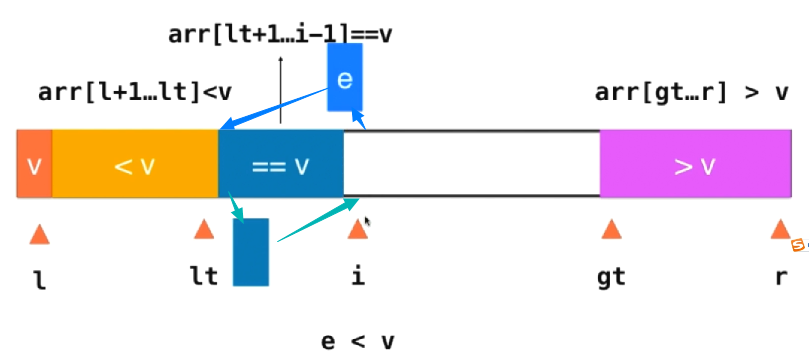 arr[lt+1…i-1]==v
e
arr[l+1…lt]<v
arr[gt…r] > v
v
< v
== v
> v
l
lt
i
gt
r
e < v